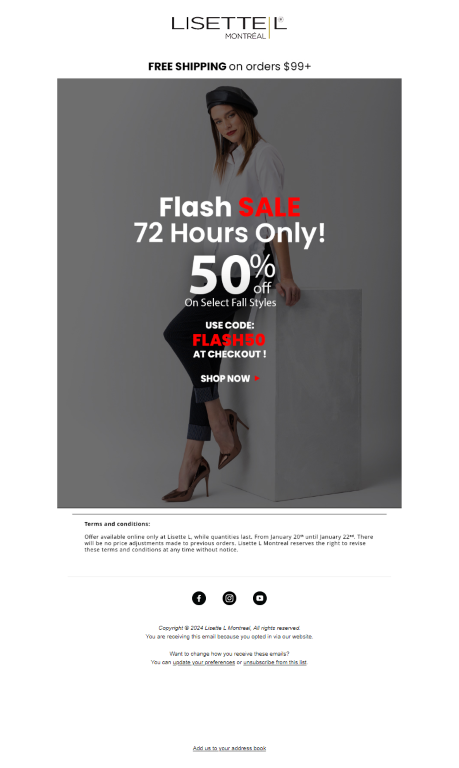 LISETTE L
MONTRÉAL
FREE SHIPPING on orders $99+
Flash SALE
72 Hours Only!
50% off
On Select Fall Styles
USE CODE:
AT CHECKOUT !
SHOP NOW
Terms and conditions:
Offer available online only at Lisette L, while quantities last. From January 20th until January 22nd. There
will be no price adjustments made to previous orders. Lisette L Montreal reserves the right to revise
these terms and conditions at any time without notice.
Copyright © 2024 Lisette L Montreal, All rights reserved.
You are receiving this email because you opted in via our website.
Want to change how you receive these emails?
You can update your preferences or unsubscribe from this list
Add us to your address book